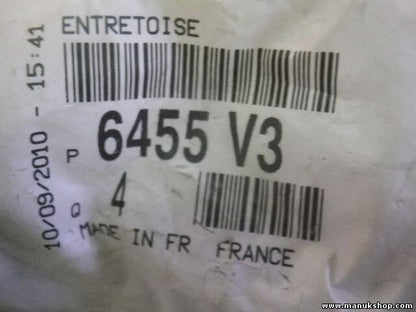 ENTRETOISE
10/09/2010 - 15:41
P 6455 V3
Q 4
MADE IN FR FRANCE
www.manukshop.com